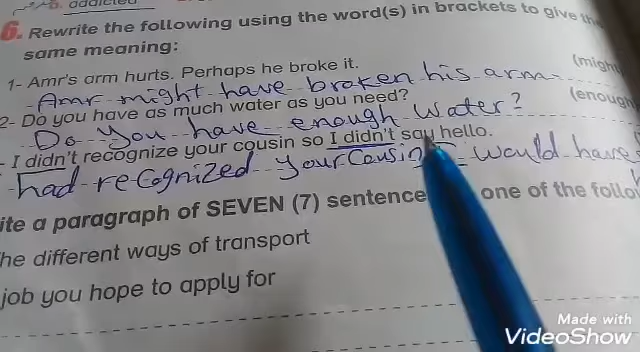 addicted
6. Rewrite the following using the word(s) in brackets to give the
same meaning:
1- Amr's arm hurts. Perhaps he broke it. (might
Amr might have broken his arm.
2- Do you have as much water as you need? (enough
Do you have enough water?
- I didn't recognize your cousin so I didn't say hello.
had recognized your cousin I would have
ite a paragraph of SEVEN (7) sentence one of the follo
he different ways of transport
job you hope to apply for
Made with
VideoShow